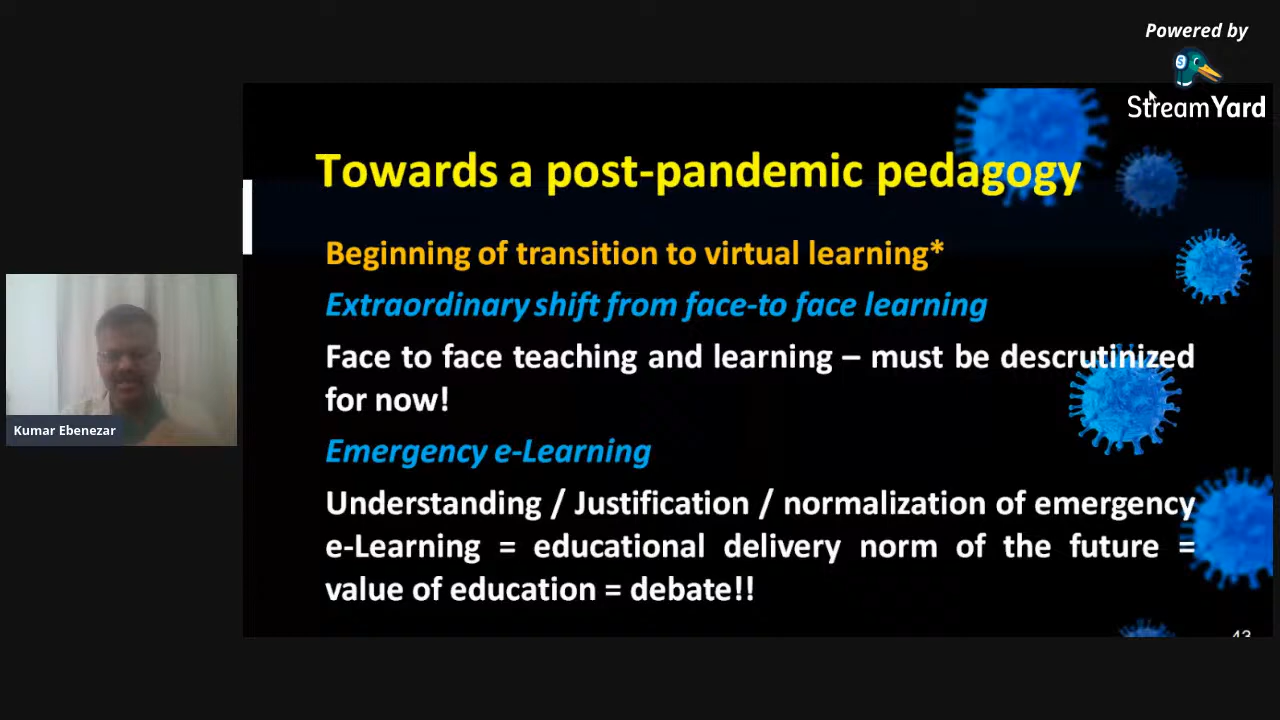 Powered by
StreamYard
Towards a post-pandemic pedagogy
Beginning of transition to virtual learning*
Extraordinary shift from face-to face learning
Face to face teaching and learning – must be descrutinized
for now!
Emergency e-Learning
Understanding / Justification / normalization of emergency
e-Learning = educational delivery norm of the future =
value of education = debate!!
Kumar Ebenezar
43